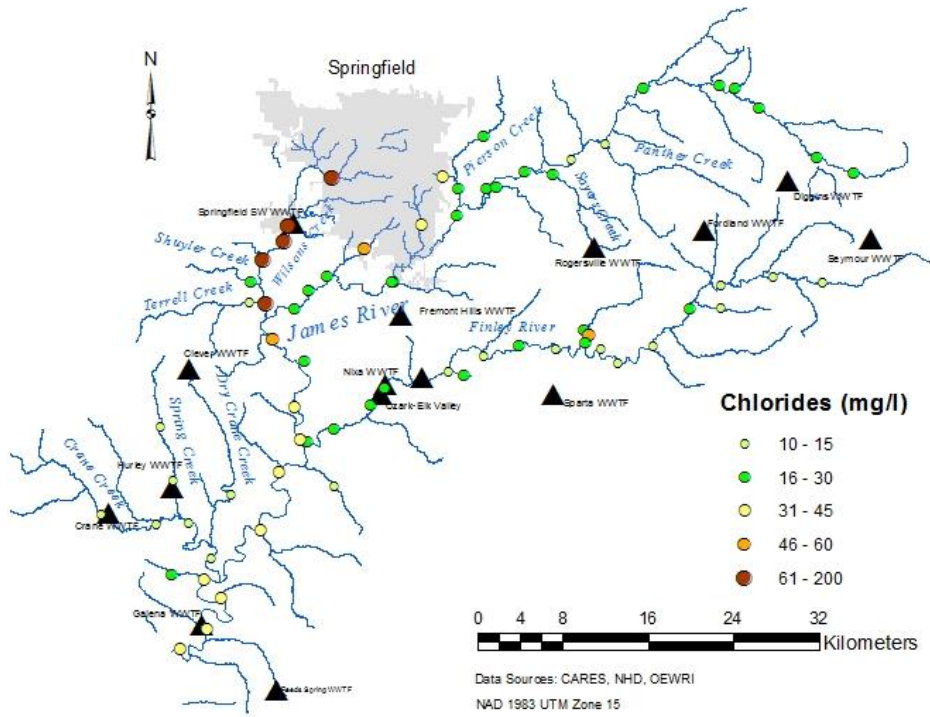 N
Springfield
Pierson Creek
Panther Creek
Diggins WWTF
Springfield SW WWTF
Wilsons Creek
Fordland WWTF
Shuyler Creek
Rogersville WWTF
Seymour WWTF
Terrell Creek
James River
Fremont Hills WWTF
Finley River
Clever WWTF
Dry Crane Creek
Nixa WWTF
Ozark-Elk Valley
Sparta WWTF
Spring Creek
Crane Creek
Hurley WWTF
Crane WWTF
Galena WWTF
Reeds Spring WWTF
Chlorides (mg/l)
10 - 15
16 - 30
31 - 45
46 - 60
61 - 200
0 4 8 16 24 32
Kilometers
Data Sources: CARES, NHD, OEWRI
NAD 1983 UTM Zone 15